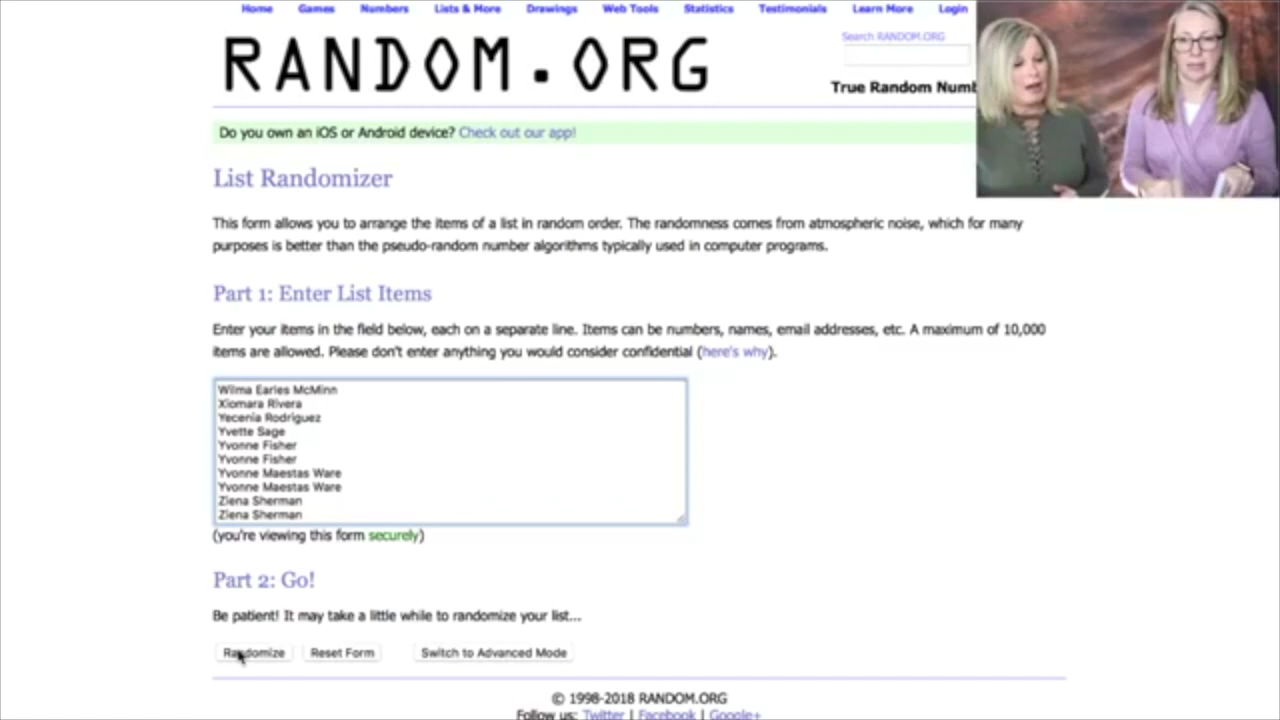 Home Games Numbers Lists & More Drawings Web Tools Statistics Testimonials Learn More Login
RANDOM.ORG
Search RANDOM.ORG
True Random Numb
Do you own an iOS or Android device? Check out our app!
List Randomizer
This form allows you to arrange the items of a list in random order. The randomness comes from atmospheric noise, which for many
purposes is better than the pseudo-random number algorithms typically used in computer programs.
Part 1: Enter List Items
Enter your items in the field below, each on a separate line. Items can be numbers, names, email addresses, etc. A maximum of 10,000
items are allowed. Please don't enter anything you would consider confidential (here's why).
Wilma Earles McMinn
Xiomara Rivera
Yecenia Rodriguez
Yvette Sage
Yvonne Fisher
Yvonne Fisher
Yvonne Maestas Ware
Yvonne Maestas Ware
Ziena Sherman
Ziena Sherman
(you're viewing this form securely)
Part 2: Go!
Be patient! It may take a little while to randomize your list...
Randomize Reset Form Switch to Advanced Mode
© 1998-2018 RANDOM.ORG
Follow us: Twitter | Facebook | Google+